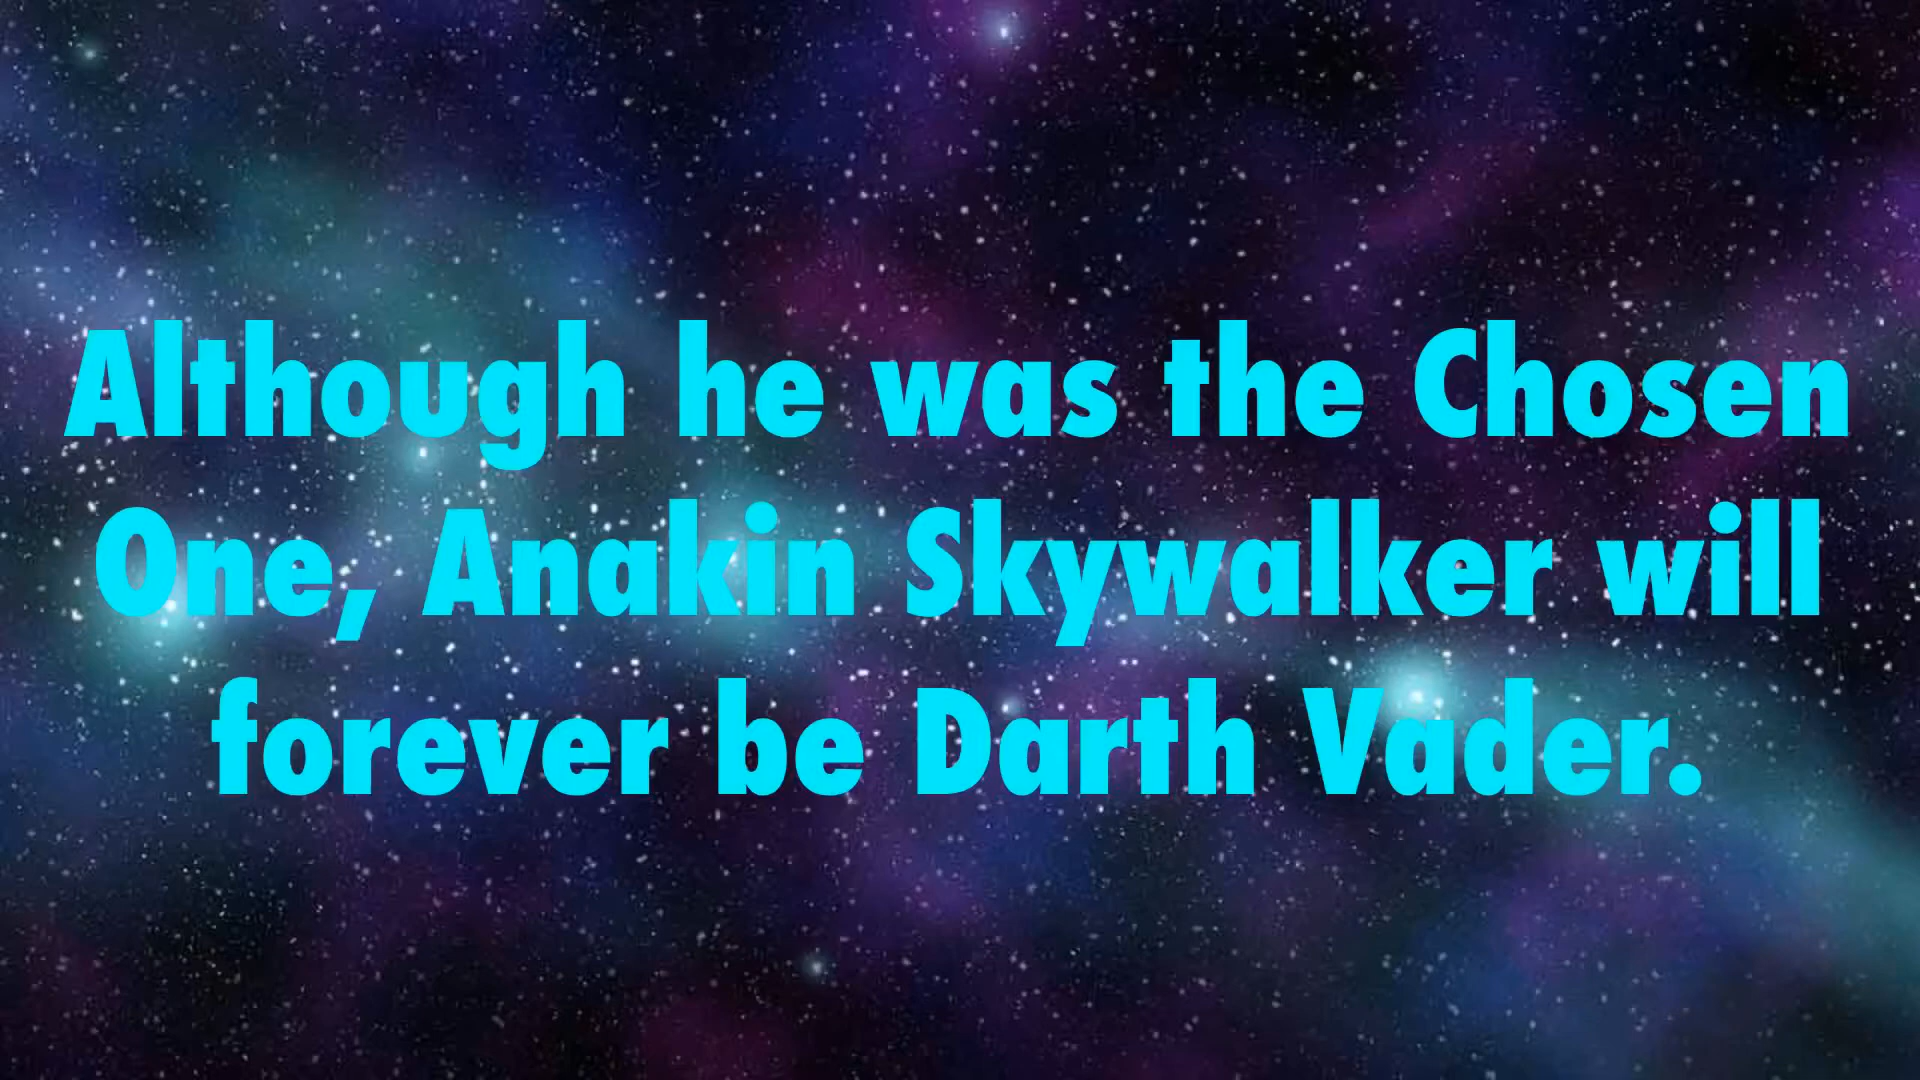 Although he was the Chosen
One, Anakin Skywalker will
forever be Darth Vader.